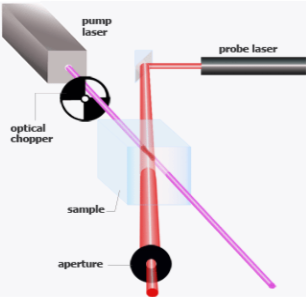 pump
laser
probe laser
optical
chopper
sample
aperture